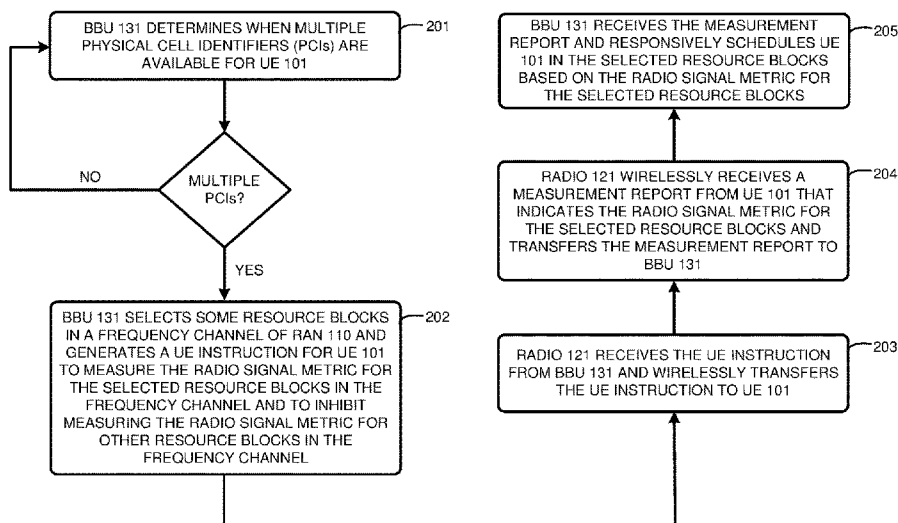 BBU 131 DETERMINES WHEN MULTIPLE
PHYSICAL CELL IDENTIFIERS (PCIs) ARE
AVAILABLE FOR UE 101
201
MULTIPLE
PCIs?
NO
YES
BBU 131 SELECTS SOME RESOURCE BLOCKS
IN A FREQUENCY CHANNEL OF RAN 110 AND
GENERATES A UE INSTRUCTION FOR UE 101
TO MEASURE THE RADIO SIGNAL METRIC FOR
THE SELECTED RESOURCE BLOCKS IN THE
FREQUENCY CHANNEL AND TO INHIBIT
MEASURING THE RADIO SIGNAL METRIC FOR
OTHER RESOURCE BLOCKS IN THE
FREQUENCY CHANNEL
202
RADIO 121 RECEIVES THE UE INSTRUCTION
FROM BBU 131 AND WIRELESSLY TRANSFERS
THE UE INSTRUCTION TO UE 101
203
RADIO 121 WIRELESSLY RECEIVES A
MEASUREMENT REPORT FROM UE 101 THAT
INDICATES THE RADIO SIGNAL METRIC FOR
THE SELECTED RESOURCE BLOCKS AND
TRANSFERS THE MEASUREMENT REPORT TO
BBU 131
204
BBU 131 RECEIVES THE MEASUREMENT
REPORT AND RESPONSIVELY SCHEDULES UE
101 IN THE SELECTED RESOURCE BLOCKS
BASED ON THE RADIO SIGNAL METRIC FOR
THE SELECTED RESOURCE BLOCKS
205